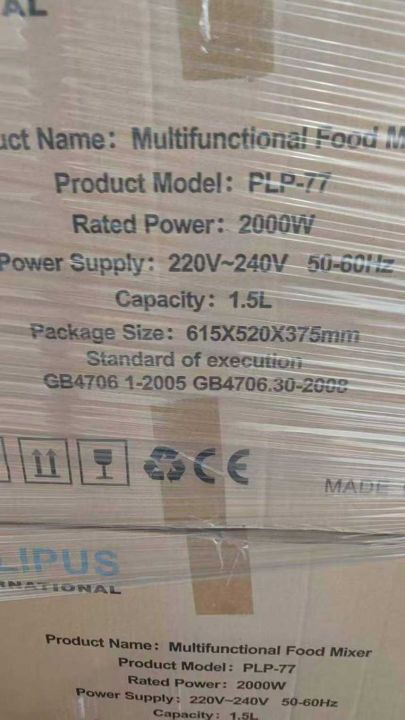 AL
uct Name: Multifunctional Food M
Product Model: PLP-77
Rated Power: 2000W
Power Supply: 220V~240V 50-60Hz
Capacity: 1.5L
Package Size: 615X520X375mm
Standard of execution
GB4706 1-2005 GB4706.30-2008
CE
MADE
LIPUS
RNATIONAL
Product Name: Multifunctional Food Mixer
Product Model: PLP-77
Rated Power: 2000W
Power Supply: 220V~240V 50-60Hz
Capacity: 1.5L